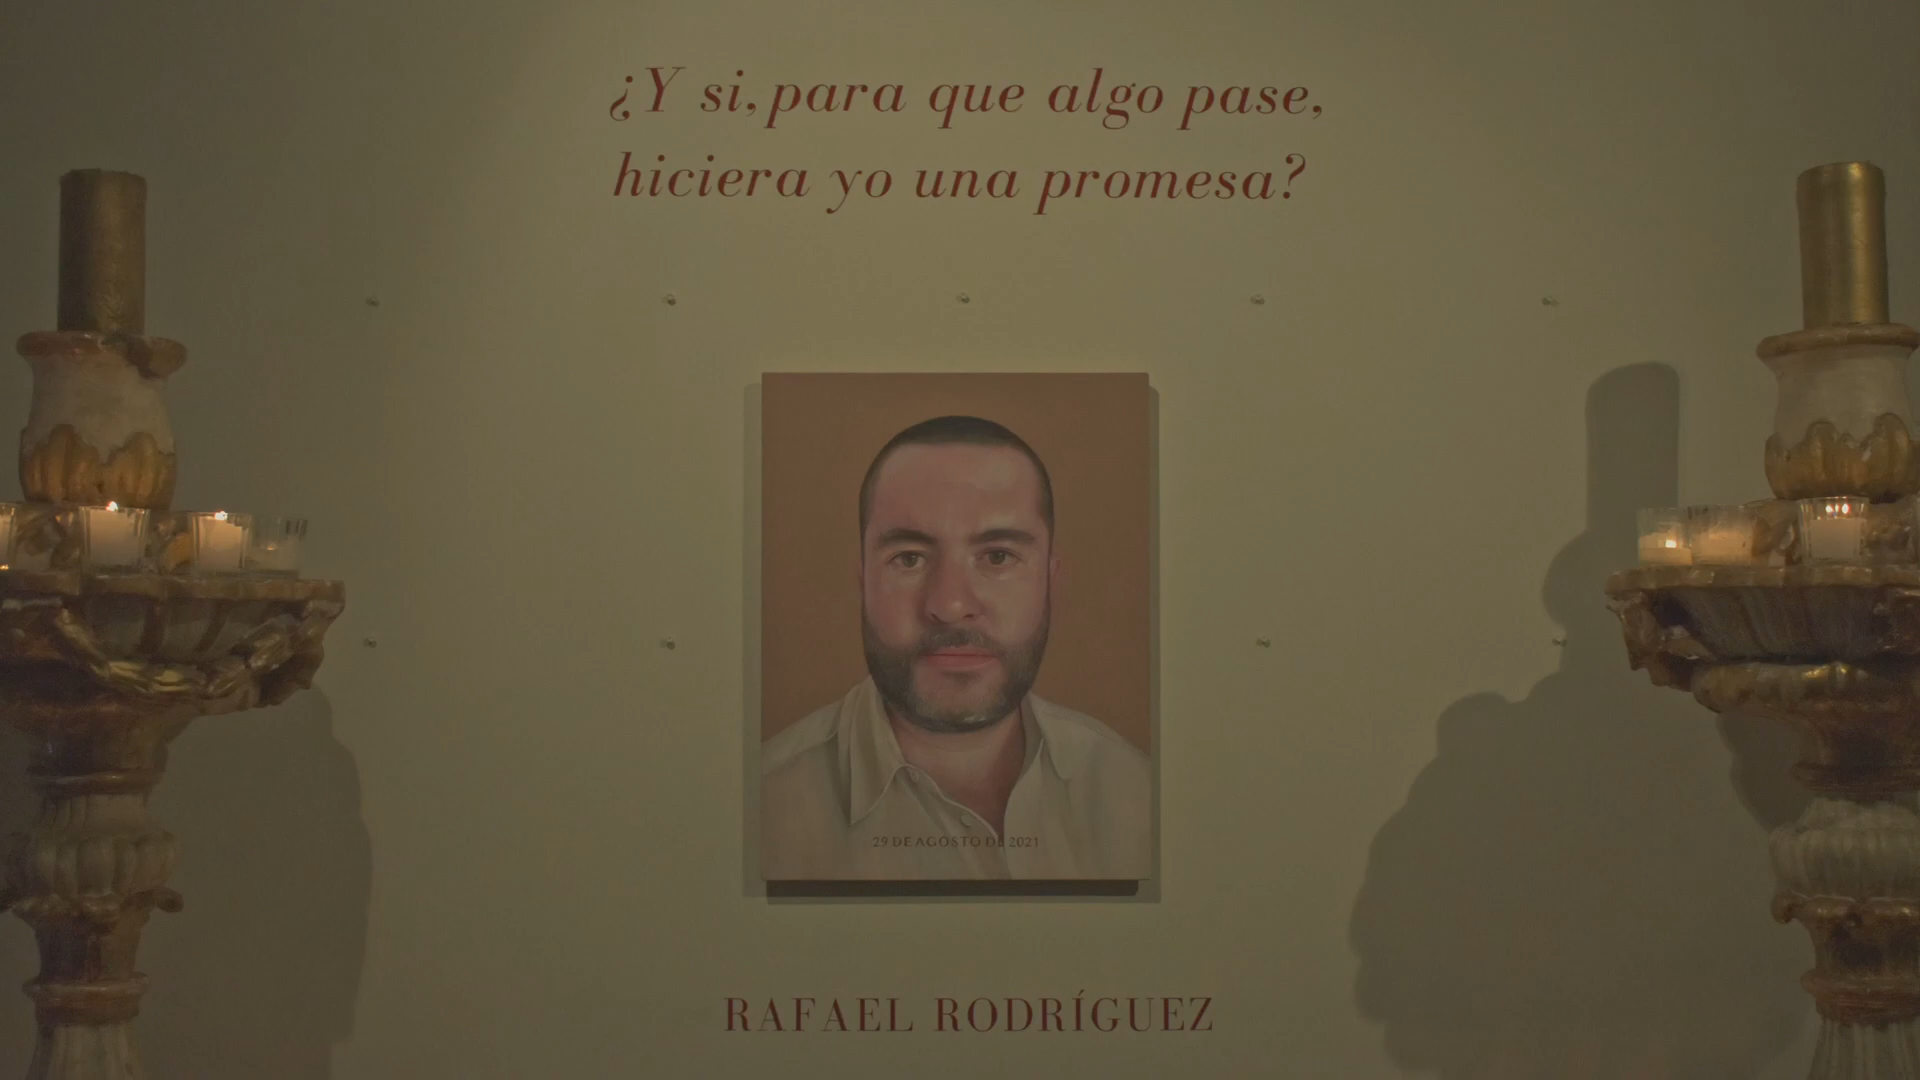 ¿Y si, para que algo pase,
hiciera yo una promesa?
29 DE AGOSTO DE 2021
RAFAEL RODRÍGUEZ